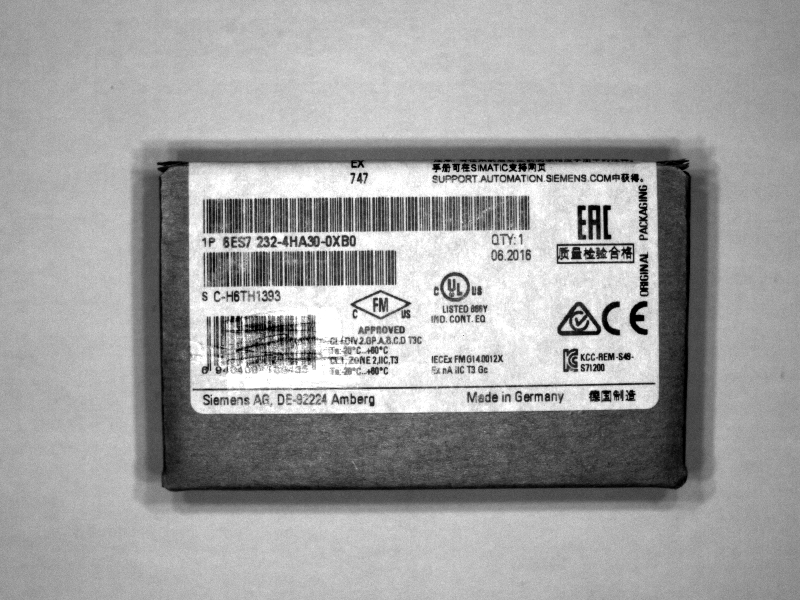 EX
747
手册可在SIMATIC支持网页
SUPPORT.AUTOMATION.SIEMENS.COM中获得。
1P 6ES7 232-4HA30-0XB0
QTY: 1
06.2016
EAC
质量检验合格
ORIGINAL PACKAGING
S C-H6TH1393
C FM US
APPROVED
CL I, DIV.2,GP.A,B,C,D T3C
Ta:-20°C...+60°C
CL 1, ZONE 2,IIC,T3
Ta:-20°C...+60°C
C UL US
LISTED
IND. CONT. EQ
IECEx FMG14.0012X
Ex nA IIC T3 Gc
CE
KCC-REM-S49-
S71200
Siemens AG, DE-92224 Amberg
Made in Germany
德国制造